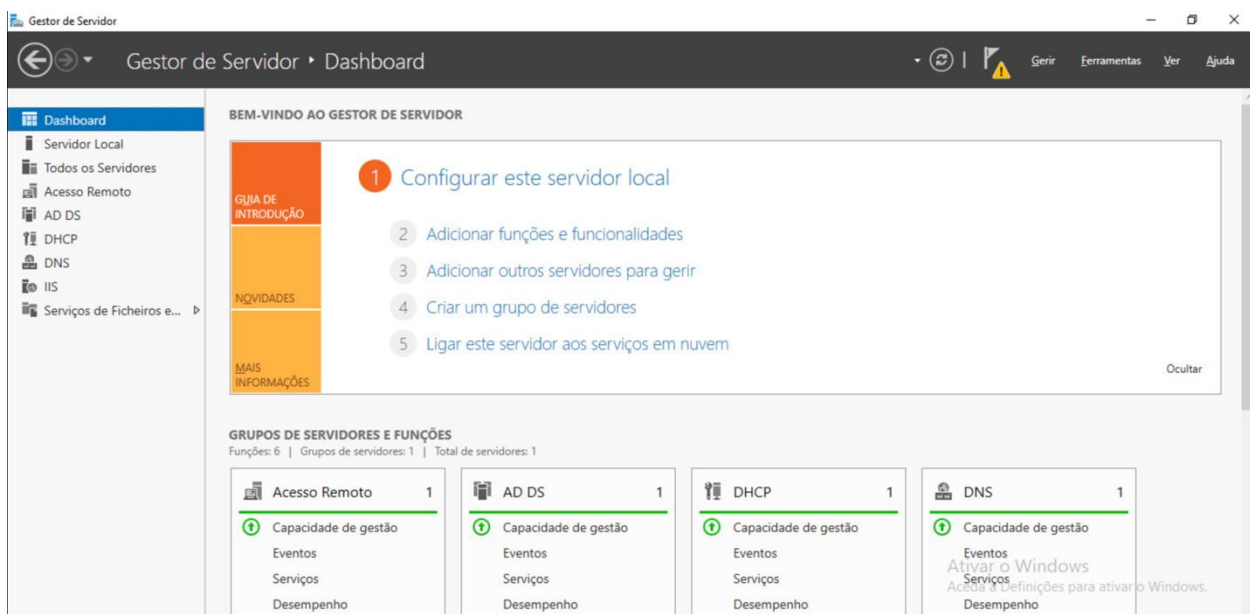 Gestor de Servidor
Gestor de Servidor ‣ Dashboard
Gerir Ferramentas Ver Ajuda
Dashboard
Servidor Local
Todos os Servidores
Acesso Remoto
AD DS
DHCP
DNS
IIS
Serviços de Ficheiros e...
BEM-VINDO AO GESTOR DE SERVIDOR
GUIA DE
INTRODUÇÃO
NOVIDADES
MAIS
INFORMAÇÕES
1 Configurar este servidor local
2 Adicionar funções e funcionalidades
3 Adicionar outros servidores para gerir
4 Criar um grupo de servidores
5 Ligar este servidor aos serviços em nuvem
Ocultar
GRUPOS DE SERVIDORES E FUNÇÕES
Funções: 6 | Grupos de servidores: 1 | Total de servidores: 1
Acesso Remoto 1
Capacidade de gestão
Eventos
Serviços
Desempenho
AD DS 1
Capacidade de gestão
Eventos
Serviços
Desempenho
DHCP 1
Capacidade de gestão
Eventos
Serviços
Desempenho
DNS 1
Capacidade de gestão
Eventos
Serviços
Desempenho
Ativar o Windows
Aceda a Definições para ativar o Windows.